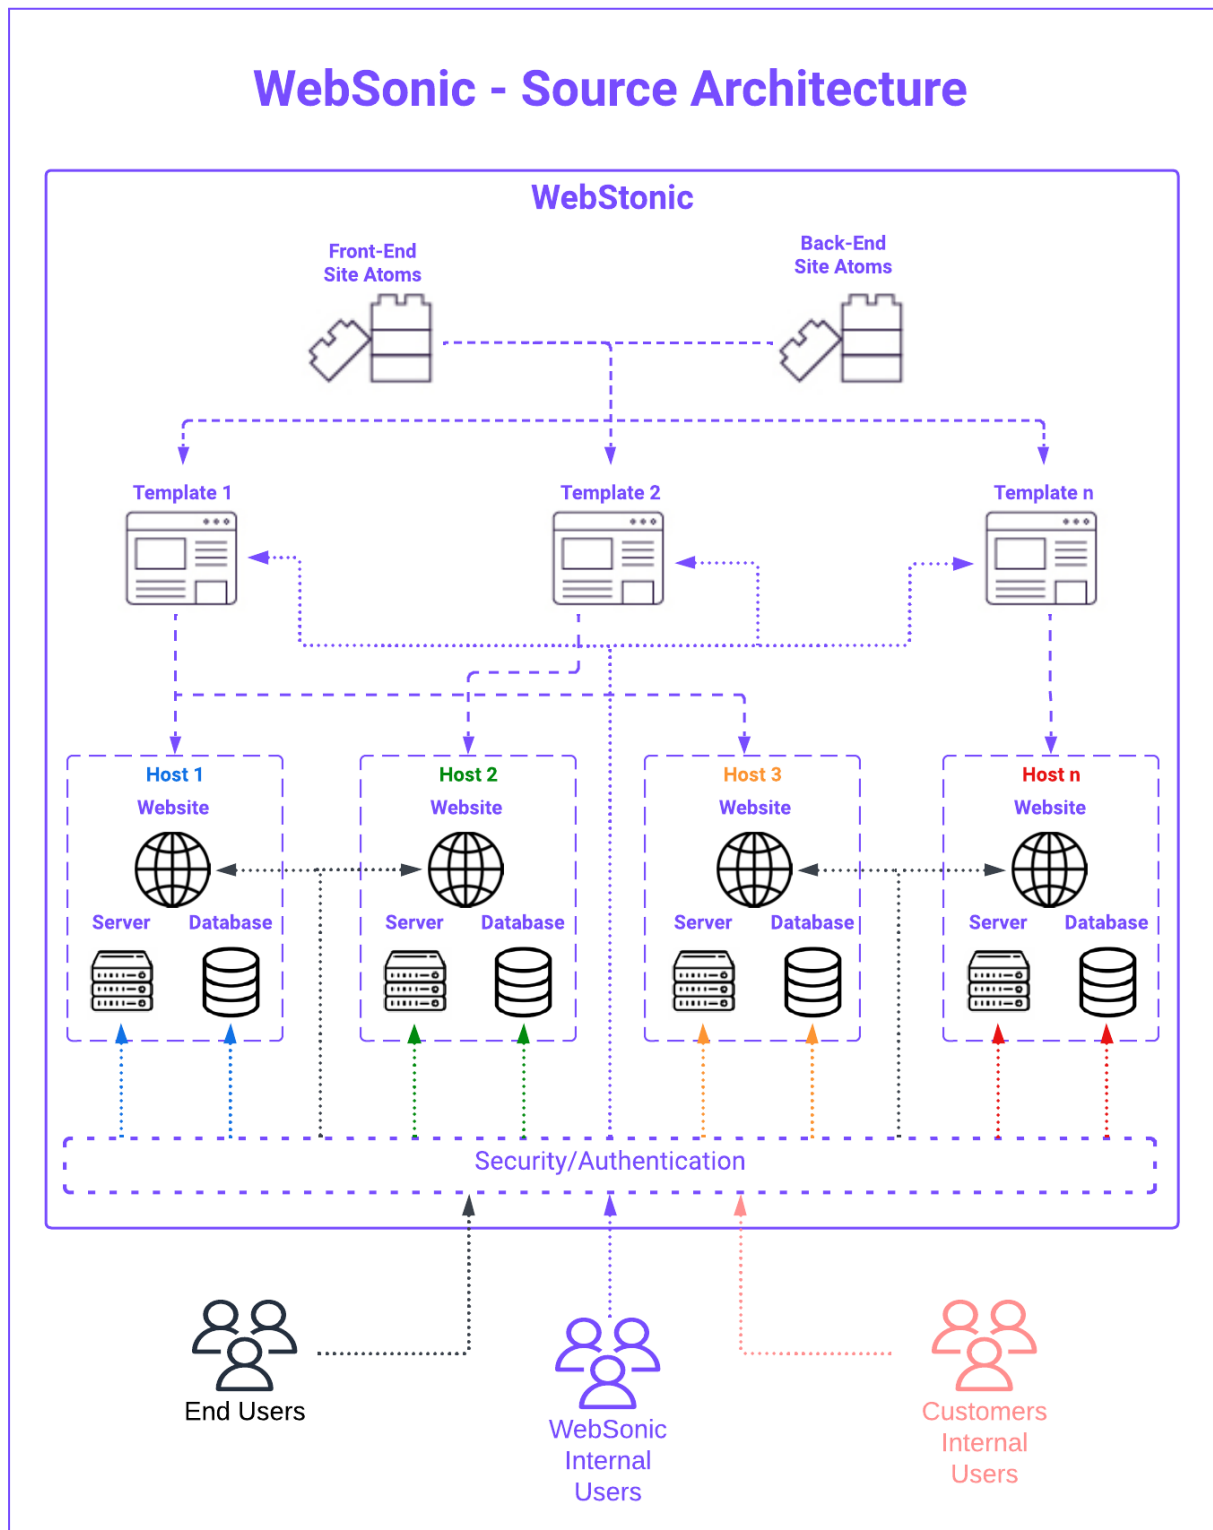 WebSonic - Source Architecture
WebStonic
Front-End
Site Atoms
Back-End
Site Atoms
Template 1
Template 2
Template n
Host 1
Website
Server
Database
Host 2
Website
Server
Database
Host 3
Website
Server
Database
Host n
Website
Server
Database
Security/Authentication
End Users
WebSonic
Internal
Users
Customers
Internal
Users